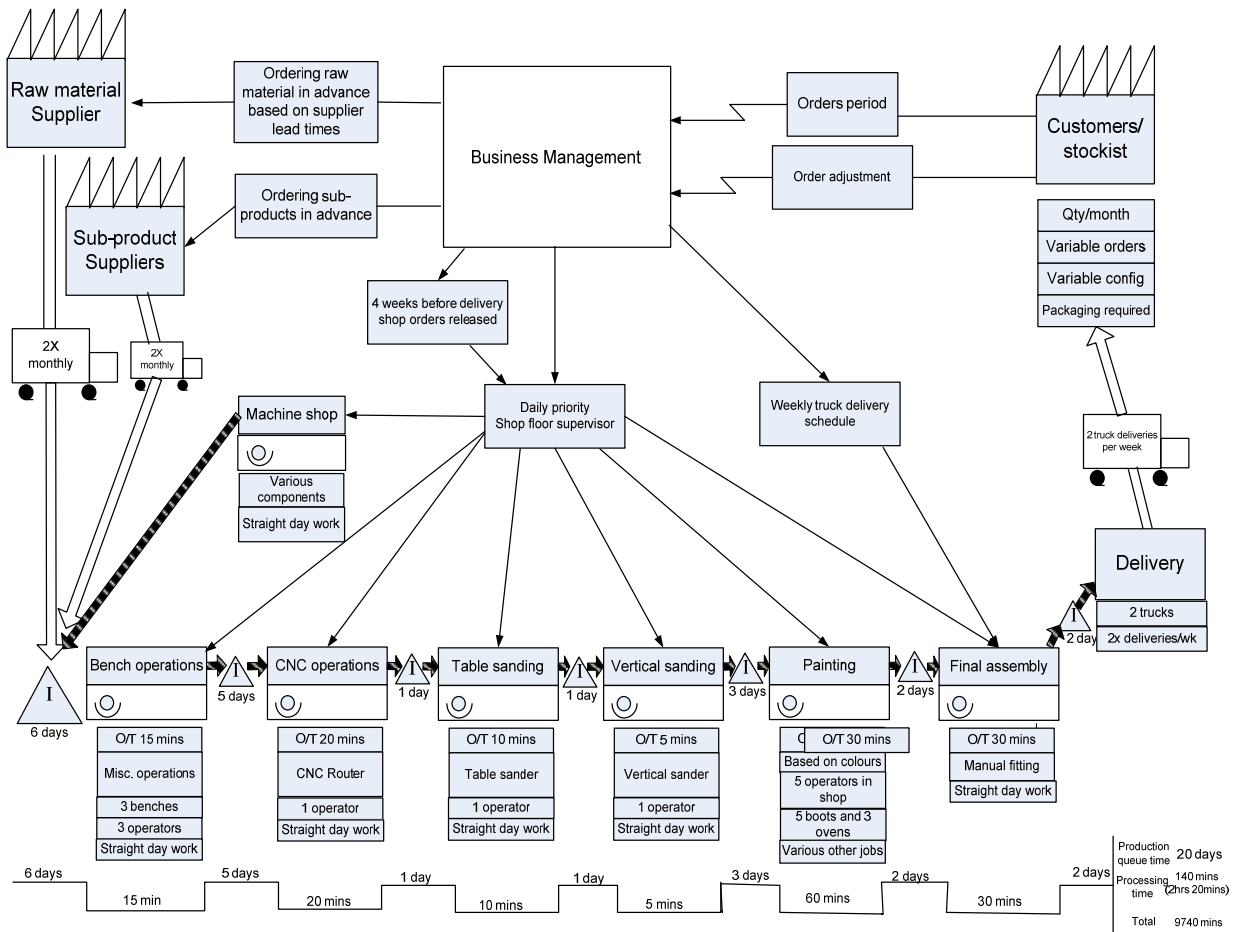 Raw material
Supplier
Ordering raw
material in advance
based on supplier
lead times
Business Management
Orders period
Order adjustment
Customers/
stockist
Qty/month
Variable orders
Variable config
Packaging required
Sub-product
Suppliers
Ordering sub-
products in advance
4 weeks before delivery
shop orders released
2X
monthly
2X
monthly
Machine shop
Various
components
Straight day work
Daily priority
Shop floor supervisor
Weekly truck delivery
schedule
2 truck deliveries
per week
Delivery
2 trucks
2x deliveries/wk
I
6 days
Bench operations
O/T 15 mins
Misc. operations
3 benches
3 operators
Straight day work
I
5 days
CNC operations
O/T 20 mins
CNC Router
1 operator
Straight day work
I
1 day
Table sanding
O/T 10 mins
Table sander
1 operator
Straight day work
I
1 day
Vertical sanding
O/T 5 mins
Vertical sander
1 operator
Straight day work
I
3 days
Painting
O/T 30 mins
Based on colours
5 operators in
shop
5 boots and 3
ovens
Various other jobs
I
2 days
Final assembly
O/T 30 mins
Manual fitting
Straight day work
I
2 day
6 days
15 min
5 days
20 mins
1 day
10 mins
1 day
5 mins
3 days
60 mins
2 days
30 mins
2 days
Production
queue time
20 days
Processing
time
140 mins
(2hrs 20mins)
Total
9740 mins